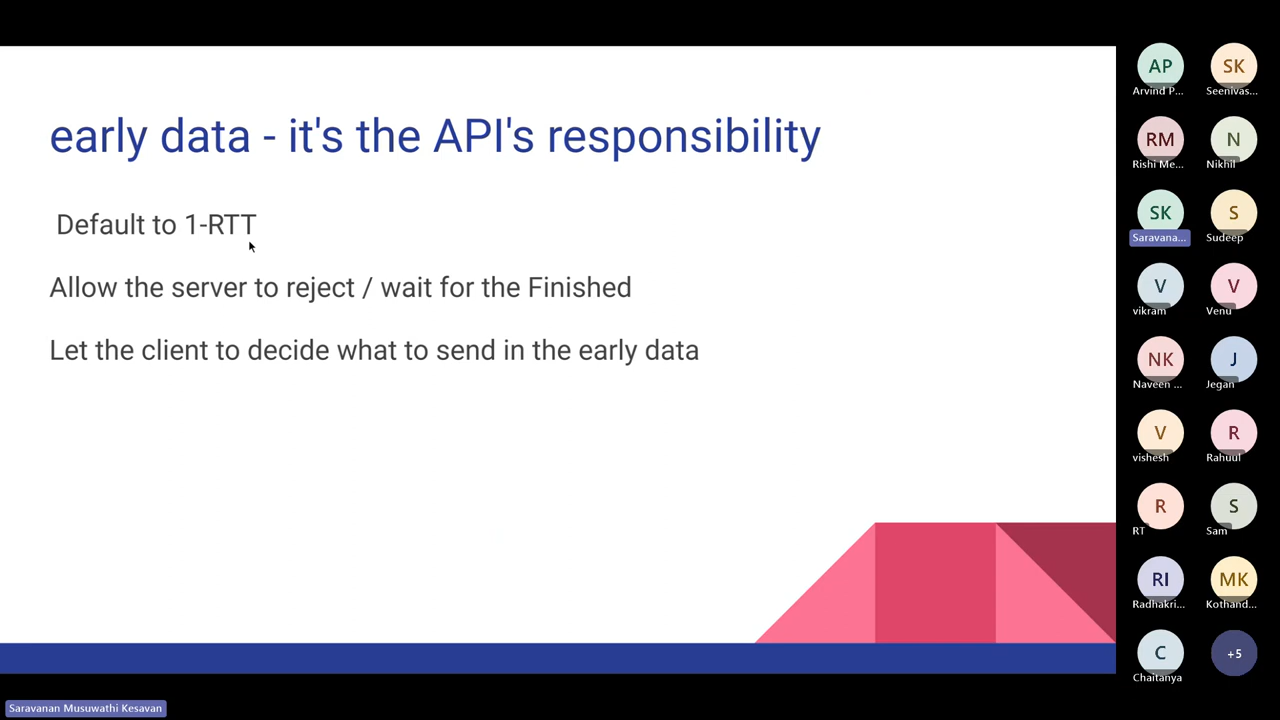 early data - it's the API's responsibility
Default to 1-RTT
Allow the server to reject / wait for the Finished
Let the client to decide what to send in the early data
AP
Arvind P...
SK
Seenivas...
RM
Rishi Me...
N
Nikhil
SK
Saravana...
S
Sudeep
V
vikram
V
Venu
NK
Naveen ...
J
Jegan
V
vishesh
R
Rahuul
R
RT
S
Sam
RI
Radhakri...
MK
Kothand...
C
Chaitanya
+5
Saravanan Musuwathi Kesavan